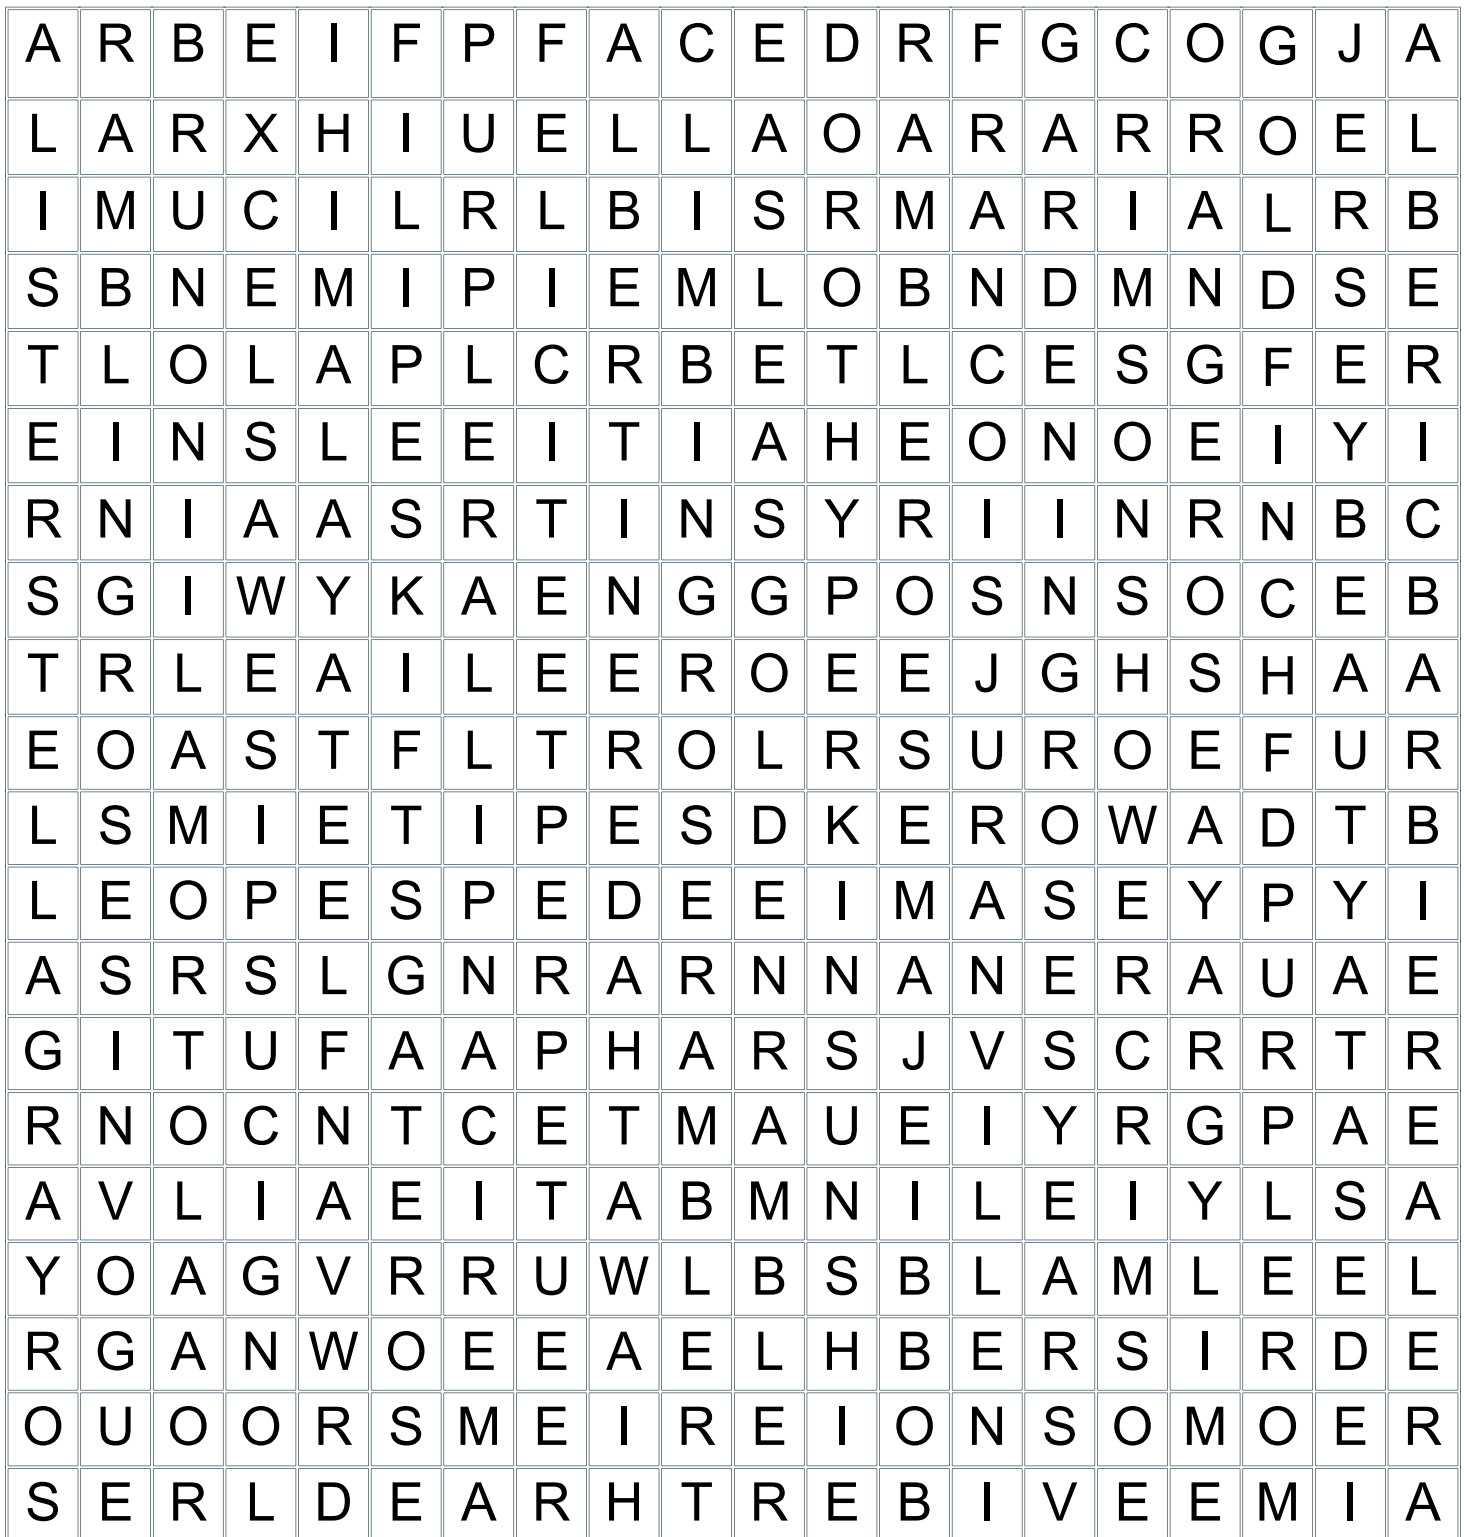 A R B E I F P F A C E D R F G C O G J A
L A R X H I U E L L A O A R A R R O E L
I M U C I L R L B I S R M A R I A L R B
S B N E M I P I E M L O B N D M N D S E
T L O L A P L C R B E T L C E S G F E R
E I N S L E E I T I A H E O N O E I Y I
R N I A A S R T I N S Y R I I N R N B C
S G I W Y K A E N G G P O S N S O C E B
T R L E A I L E E R O E E J G H S H A A
E O A S T F L T R O L R S U R O E F U R
L S M I E T I P E S D K E R O W A D T B
L E O P E S P E D E E I M A S E Y P Y I
A S R S L G N R A R N N A N E R A U A E
G I T U F A A P H A R S J V S C R R T R
R N O C N T C E T M A U E I Y R G P A E
A V L I A E I T A B M N I L E I Y L S A
Y O A G V R R U W L B S B L A M L E E L
R G A N W O E E A E L H B E R S I R D E
O U O O R S M E I R E I O N S O M O E R
S E R L D E A R H T R E B I V E E M I A